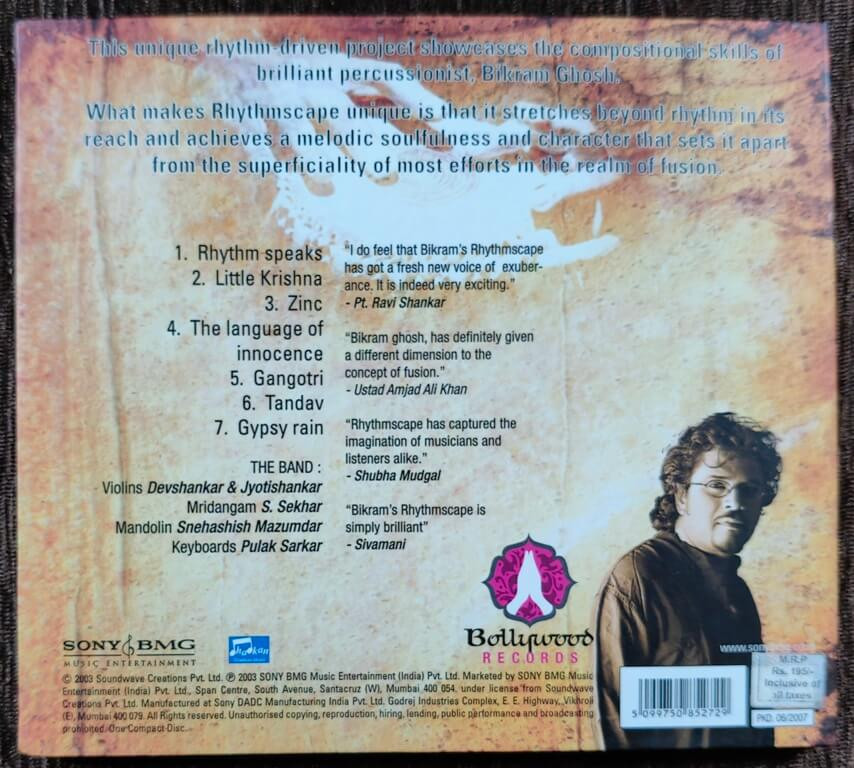 This unique rhythm-driven project showcases the compositional skills of
brilliant percussionist, Bikram Ghosh.
What makes Rhythmscape unique is that it stretches beyond rhythm in its
reach and achieves a melodic soulfulness and character that sets it apart
from the superficiality of most efforts in the realm of fusion.
1. Rhythm speaks
2. Little Krishna
3. Zinc
4. The language of
innocence
5. Gangotri
6. Tandav
7. Gypsy rain
THE BAND :
Violins Devshankar & Jyotishankar
Mridangam S. Sekhar
Mandolin Snehashish Mazumdar
Keyboards Pulak Sarkar
"I do feel that Bikram's Rhythmscape
has got a fresh new voice of exuber-
ance. It is indeed very exciting."
- Pt. Ravi Shankar
"Bikram ghosh, has definitely given
a different dimension to the
concept of fusion."
- Ustad Amjad Ali Khan
"Rhythmscape has captured the
imagination of musicians and
listeners alike."
- Shubha Mudgal
"Bikram's Rhythmscape is
simply brilliant"
- Sivamani
Bollywood
RECORDS
SONY BMG
MUSIC ENTERTAINMENT
www.son
M.R.P
Rs. 195/-
Inclusive of
all taxes
PKD. 06/2007
5 099750 852729
© 2003 Soundwave Creations Pvt. Ltd. ℗ 2003 SONY BMG Music Entertainment (India) Pvt. Ltd. Marketed by SONY BMG Music
Entertainment (India) Pvt. Ltd., Span Centre, South Avenue, Santacruz (W), Mumbai 400 054. under license from Soundwave
Creations Pvt. Ltd. Manufactured at Sony DADC Manufacturing India Pvt. Ltd. Godrej Industries Complex, E. E. Highway, Vikhroli
(E), Mumbai 400 079. All Rights reserved. Unauthorised copying, reproduction, hiring, lending, public performance and broadcasting
prohibited. One Compact Disc.